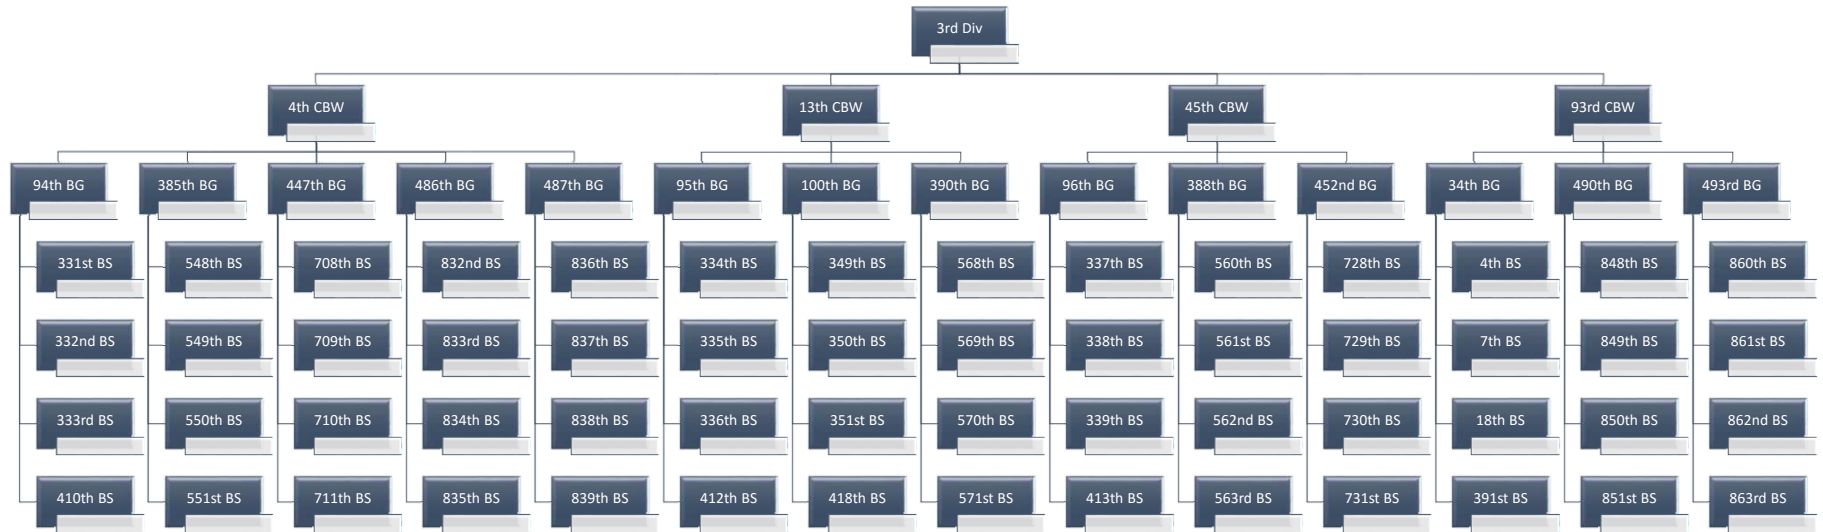 3rd Div
4th CBW
13th CBW
45th CBW
93rd CBW
94th BG
385th BG
447th BG
486th BG
487th BG
95th BG
100th BG
390th BG
96th BG
388th BG
452nd BG
34th BG
490th BG
493rd BG
331st BS
548th BS
708th BS
832nd BS
836th BS
334th BS
349th BS
568th BS
337th BS
560th BS
728th BS
4th BS
848th BS
860th BS
332nd BS
549th BS
709th BS
833rd BS
837th BS
335th BS
350th BS
569th BS
338th BS
561st BS
729th BS
7th BS
849th BS
861st BS
333rd BS
550th BS
710th BS
834th BS
838th BS
336th BS
351st BS
570th BS
339th BS
562nd BS
730th BS
18th BS
850th BS
862nd BS
410th BS
551st BS
711th BS
835th BS
839th BS
412th BS
418th BS
571st BS
413th BS
563rd BS
731st BS
391st BS
851st BS
863rd BS